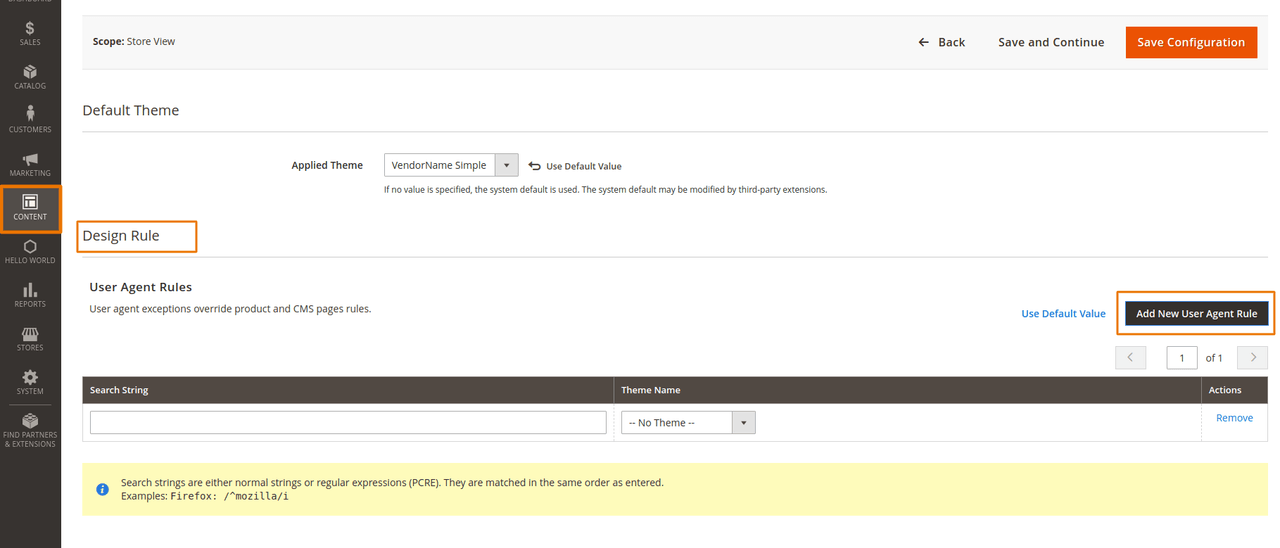 SALES
CATALOG
CUSTOMERS
MARKETING
CONTENT
HELLO WORLD
REPORTS
STORES
SYSTEM
FIND PARTNERS
& EXTENSIONS
Scope: Store View
Back
Save and Continue
Save Configuration
Default Theme
Applied Theme
VendorName Simple
Use Default Value
If no value is specified, the system default is used. The system default may be modified by third-party extensions.
Design Rule
User Agent Rules
User agent exceptions override product and CMS pages rules.
Use Default Value
Add New User Agent Rule
1 of 1
Search String
Theme Name
Actions
-- No Theme --
Remove
Search strings are either normal strings or regular expressions (PCRE). They are matched in the same order as entered.
Examples: Firefox: /^mozilla/i